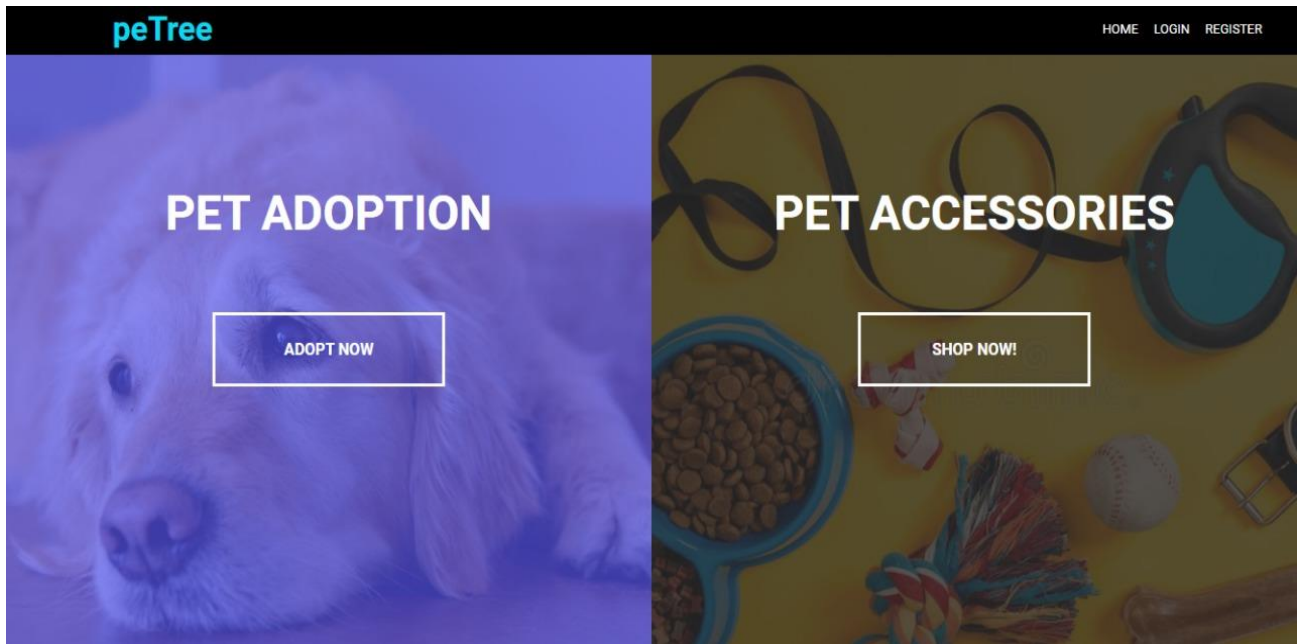 peTree
HOME LOGIN REGISTER
PET ADOPTION
ADOPT NOW
PET ACCESSORIES
SHOP NOW!